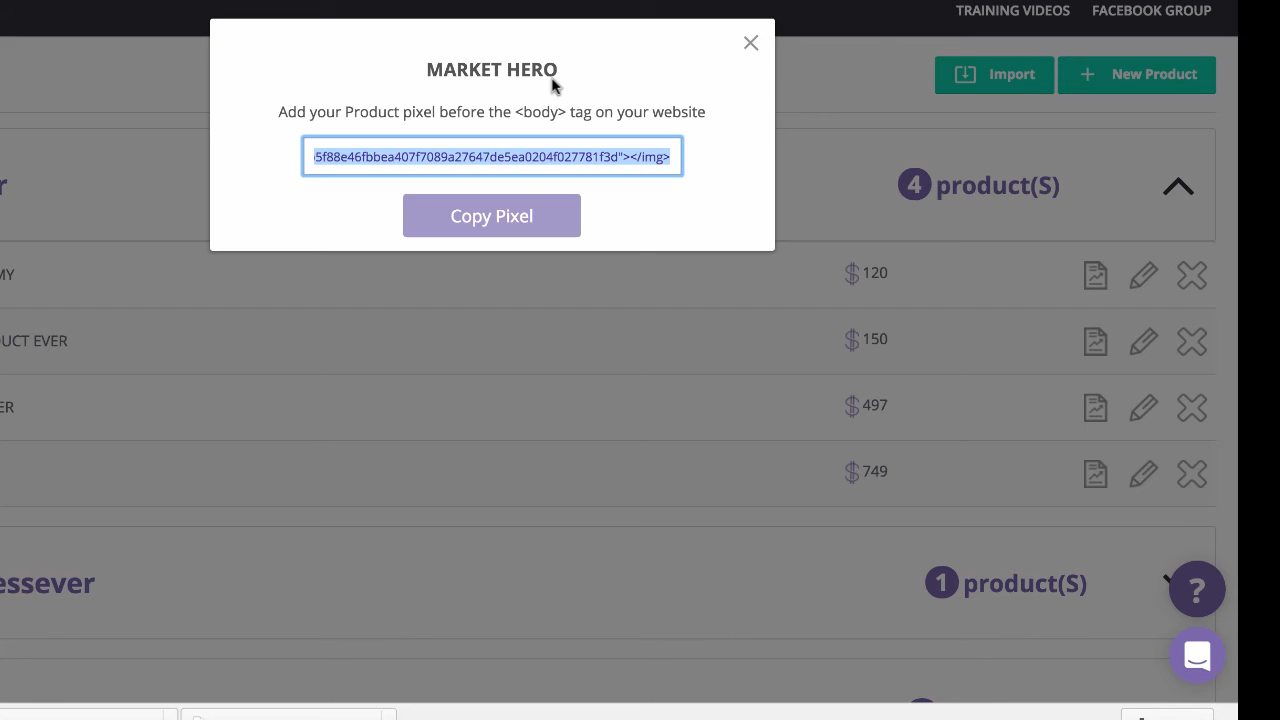 TRAINING VIDEOS FACEBOOK GROUP
MARKET HERO
Import
New Product
Add your Product pixel before the <body> tag on your website
5f88e46fbbea407f7089a27647de5ea0204f027781f3d"></img>
Copy Pixel
r
4 product(S)
MY
$120
UCT EVER
$150
ER
$497
$749
essever
1 product(S)
?